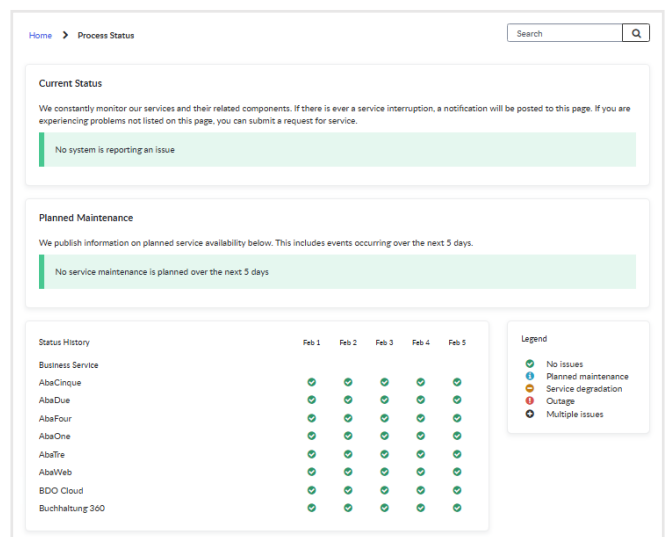 Home > Process Status
Search
Current Status
We constantly monitor our services and their related components. If there is ever a service interruption, a notification will be posted to this page. If you are
experiencing problems not listed on this page, you can submit a request for service.
No system is reporting an issue
Planned Maintenance
We publish information on planned service availability below. This includes events occurring over the next 5 days.
No service maintenance is planned over the next 5 days
Status History Feb 1 Feb 2 Feb 3 Feb 4 Feb 5
Business Service
AbaCinque
AbaDue
AbaFour
AbaOne
AbaTre
AbaWeb
BDO Cloud
Buchhaltung 360
Legend
No issues
Planned maintenance
Service degradation
Outage
Multiple issues